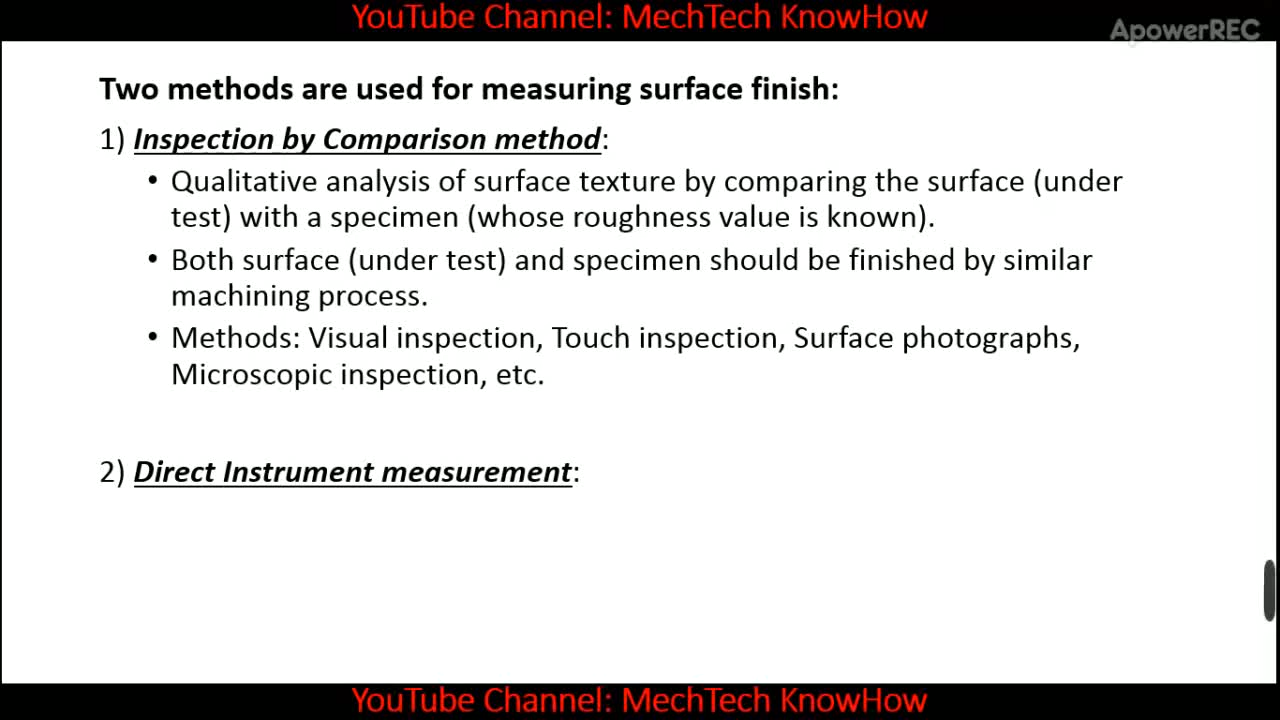 YouTube Channel: MechTech KnowHow
ApowerREC
Two methods are used for measuring surface finish:
1) Inspection by Comparison method:
• Qualitative analysis of surface texture by comparing the surface (under
test) with a specimen (whose roughness value is known).
• Both surface (under test) and specimen should be finished by similar
machining process.
• Methods: Visual inspection, Touch inspection, Surface photographs,
Microscopic inspection, etc.
2) Direct Instrument measurement:
YouTube Channel: MechTech KnowHow